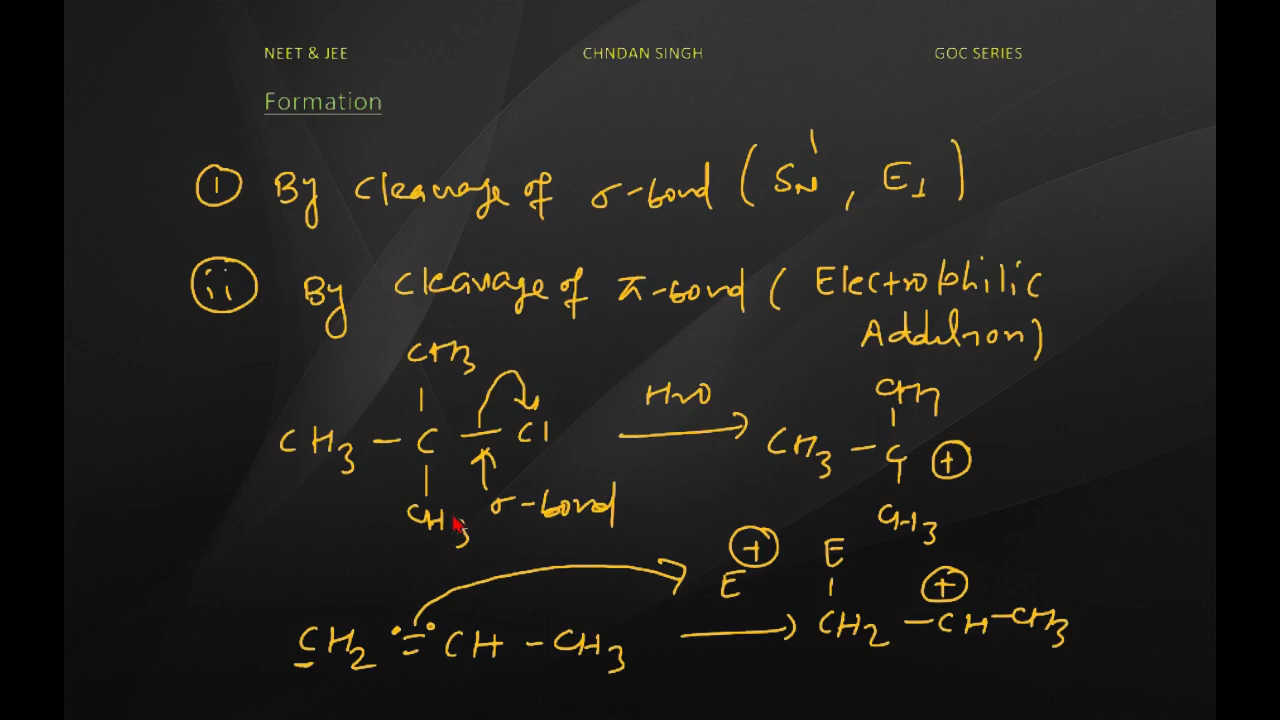 NEET & JEE CHNDAN SINGH GOC SERIES
Formation
① By Cleavage of σ-bond (SN¹, E1)
ii By Cleavage of π-bond ( Electrophilic
Addition)
CH3
CH3 – C – Cl H2O → CH3 – C ⊕
CH3 σ-bond CH3
E⊕ E ⊕
CH2 = CH – CH3 → CH2 – CH – CH3